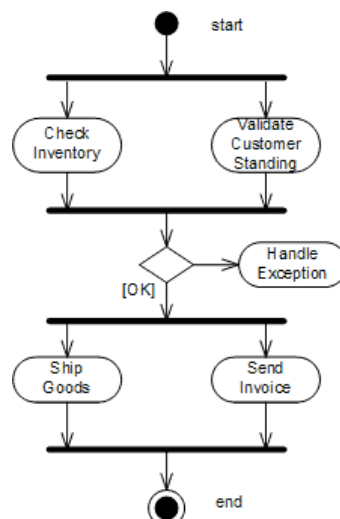 start
Check
Inventory
Validate
Customer
Standing
Handle
Exception
[OK]
Ship
Goods
Send
Invoice
end